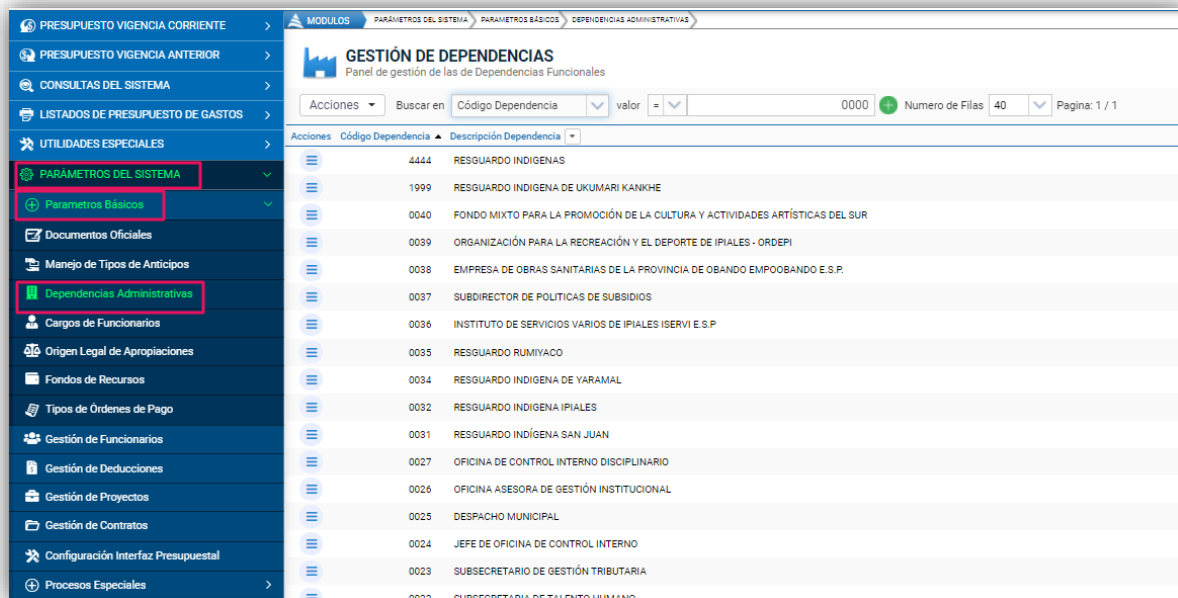 PRESUPUESTO VIGENCIA CORRIENTE
PRESUPUESTO VIGENCIA ANTERIOR
CONSULTAS DEL SISTEMA
LISTADOS DE PRESUPUESTO DE GASTOS
UTILIDADES ESPECIALES
PARÁMETROS DEL SISTEMA
Parametros Básicos
Documentos Oficiales
Manejo de Tipos de Anticipos
Dependencias Administrativas
Cargos de Funcionarios
Origen Legal de Apropiaciones
Fondos de Recursos
Tipos de Órdenes de Pago
Gestión de Funcionarios
Gestión de Deducciones
Gestión de Proyectos
Gestión de Contratos
Configuración Interfaz Presupuestal
Procesos Especiales
MODULOS PARÁMETROS DEL SISTEMA PARAMETROS BÁSICOS DEPENDENCIAS ADMINISTRATIVAS
GESTIÓN DE DEPENDENCIAS
Panel de gestión de las de Dependencias Funcionales
Acciones Buscar en Código Dependencia valor = 0000 Numero de Filas 40 Pagina: 1 / 1
Acciones Código Dependencia Descripción Dependencia
4444 RESGUARDO INDIGENAS
1999 RESGUARDO INDIGENA DE UKUMARI KANKHE
0040 FONDO MIXTO PARA LA PROMOCIÓN DE LA CULTURA Y ACTIVIDADES ARTÍSTICAS DEL SUR
0039 ORGANIZACIÓN PARA LA RECREACIÓN Y EL DEPORTE DE IPIALES - ORDEPI
0038 EMPRESA DE OBRAS SANITARIAS DE LA PROVINCIA DE OBANDO EMPOOBANDO E.S.P.
0037 SUBDIRECTOR DE POLITICAS DE SUBSIDIOS
0036 INSTITUTO DE SERVICIOS VARIOS DE IPIALES ISERVI E.S.P
0035 RESGUARDO RUMIYACO
0034 RESGUARDO INDIGENA DE YARAMAL
0032 RESGUARDO INDIGENA IPIALES
0031 RESGUARDO INDÍGENA SAN JUAN
0027 OFICINA DE CONTROL INTERNO DISCIPLINARIO
0026 OFICINA ASESORA DE GESTIÓN INSTITUCIONAL
0025 DESPACHO MUNICIPAL
0024 JEFE DE OFICINA DE CONTROL INTERNO
0023 SUBSECRETARIO DE GESTIÓN TRIBUTARIA
0022 SUBSECRETARIA DE TALENTO HUMANO